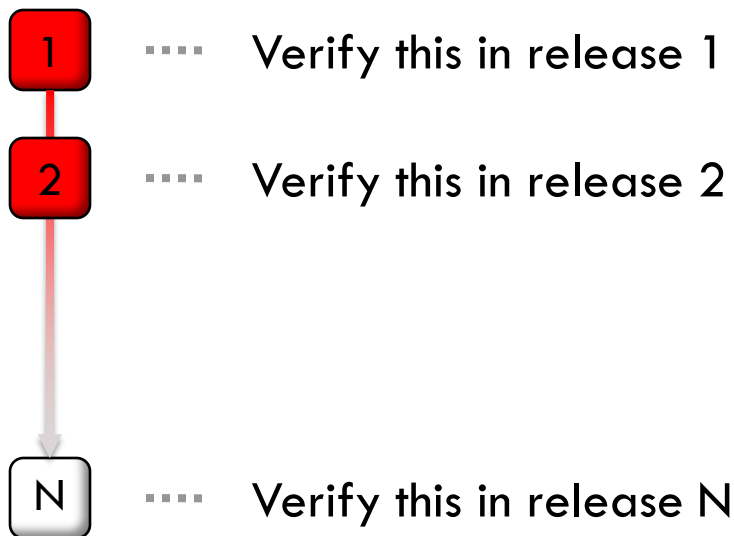 1 Verify this in release 1
2 Verify this in release 2
N Verify this in release N